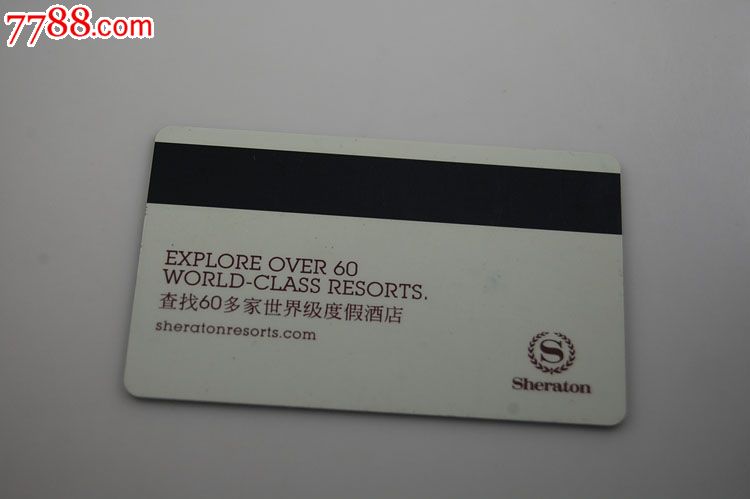 7788.com
EXPLORE OVER 60
WORLD-CLASS RESORTS.
查找60多家世界级度假酒店
sheratonresorts.com
S
Sheraton